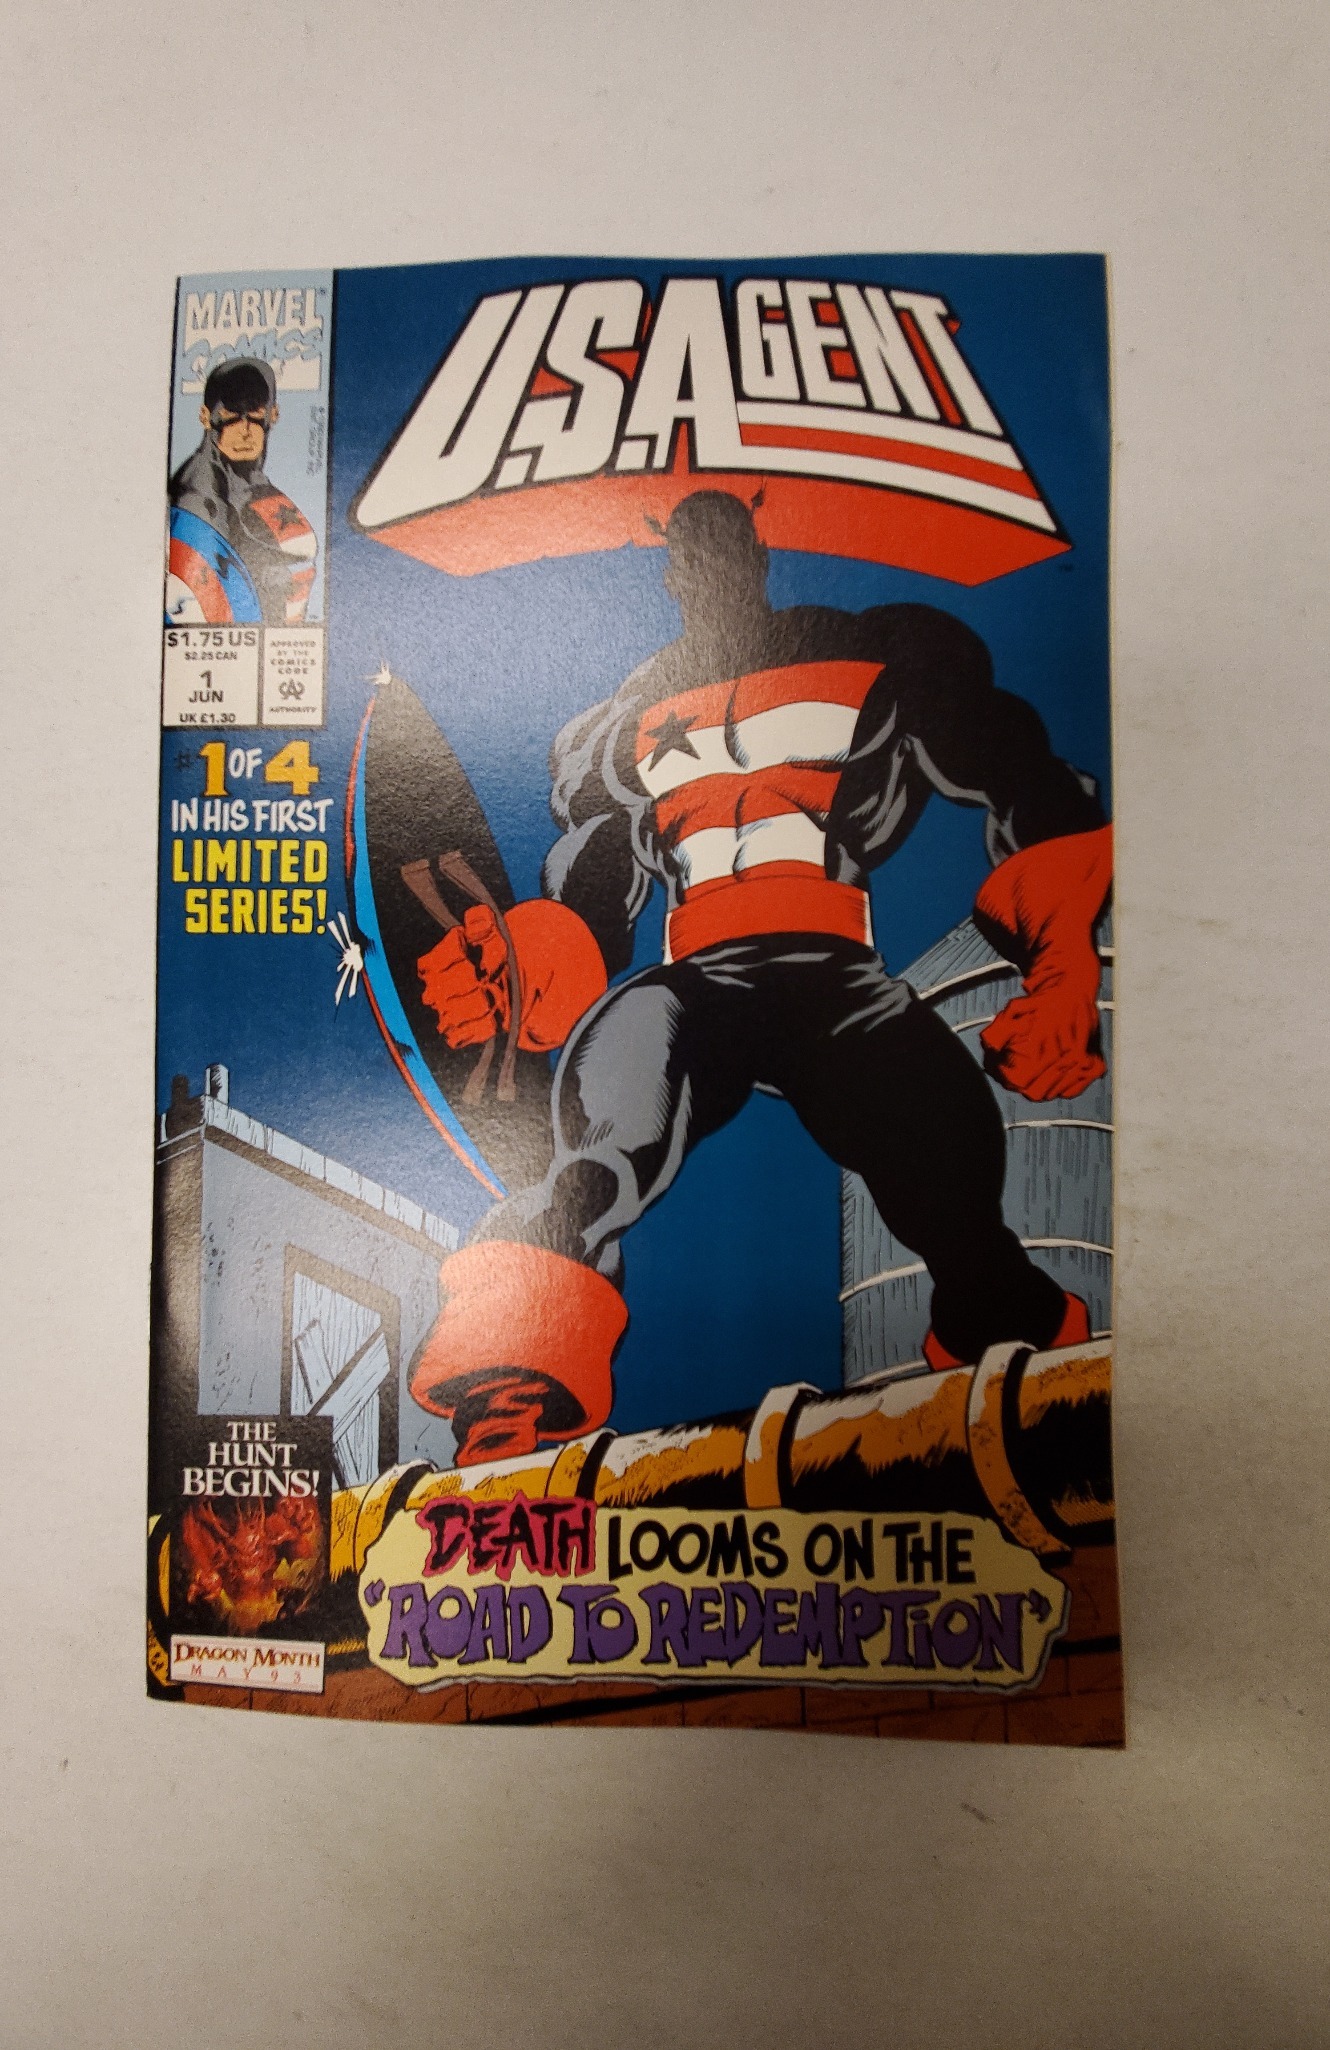 MARVEL
COMICS
U.S.AGENT
$1.75 US
$2.25 CAN
1
JUN
UK £1.30
APPROVED
BY THE
COMICS
CODE
CA
AUTHORITY
#1 OF 4
IN HIS FIRST
LIMITED
SERIES!
THE
HUNT
BEGINS!
DRAGON MONTH
MAY 93
DEATH LOOMS ON THE
"ROAD TO REDEMPTION"